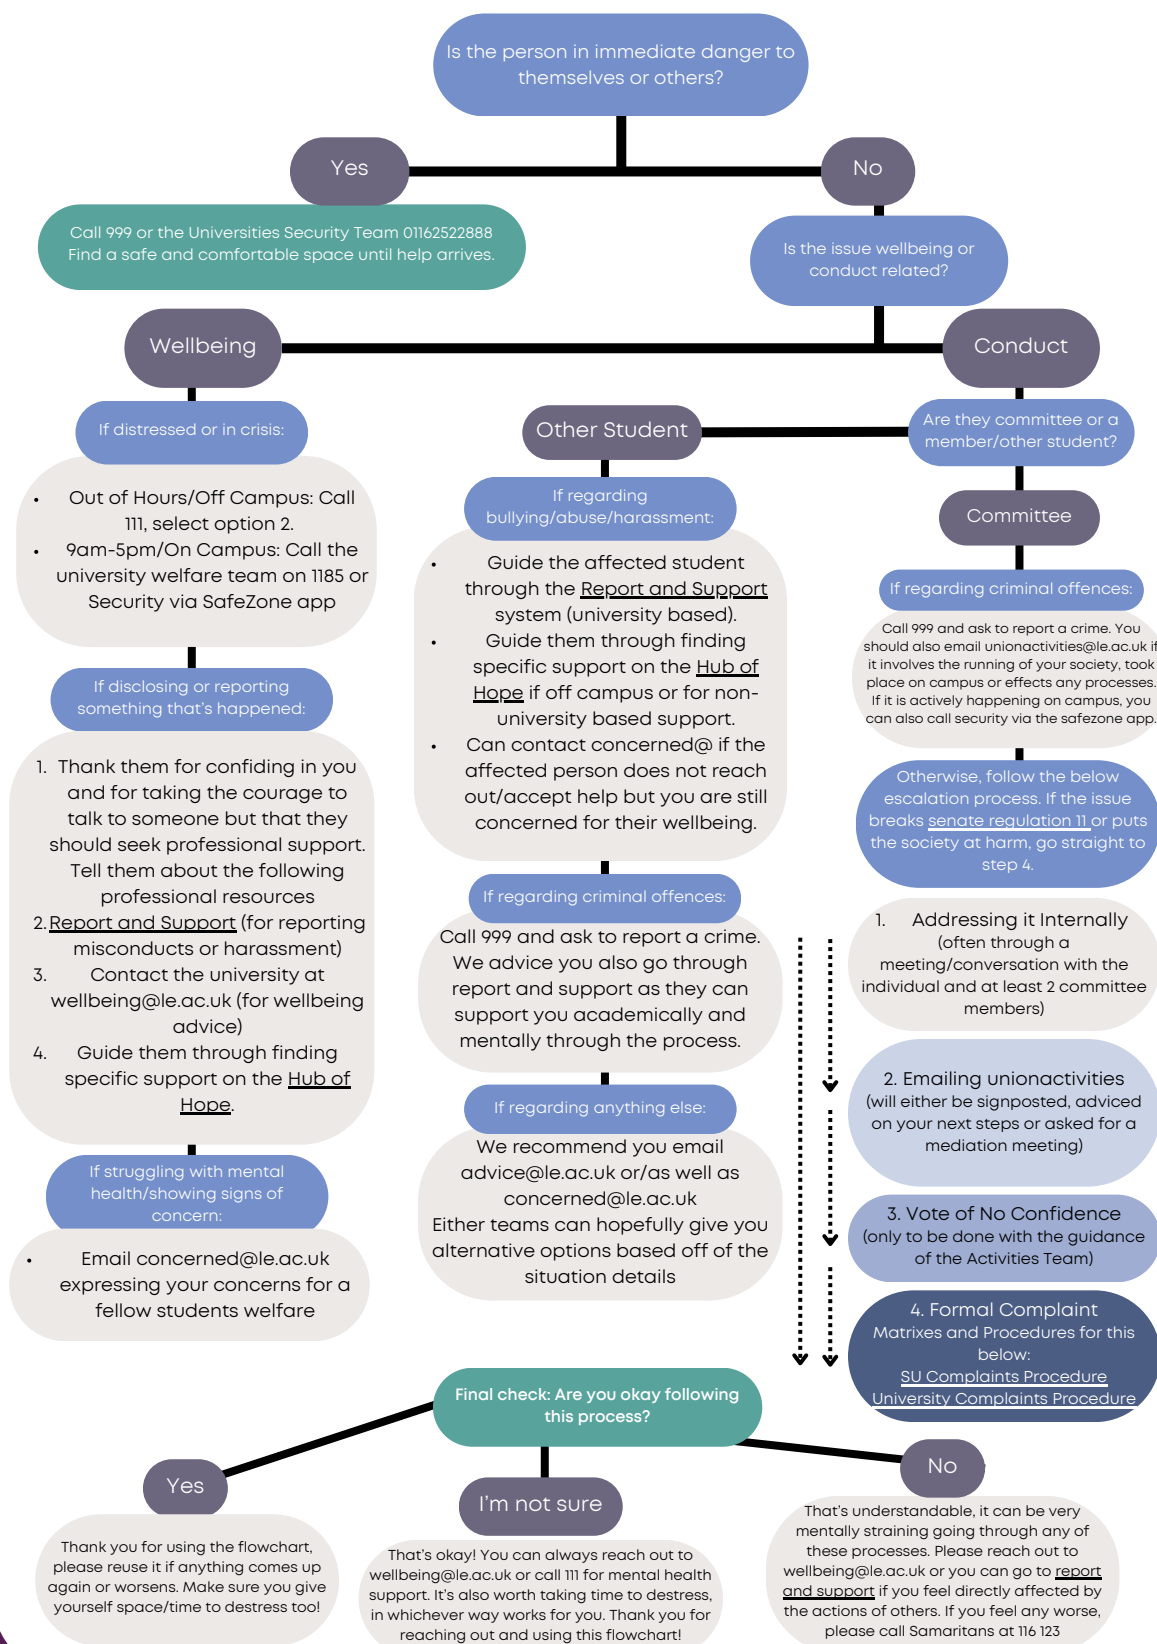 Is the person in immediate danger to
themselves or others?
Yes
No
Call 999 or the Universities Security Team 01162522888
Find a safe and comfortable space until help arrives.
Is the issue wellbeing or
conduct related?
Wellbeing
Conduct
If distressed or in crisis:
• Out of Hours/Off Campus: Call
111, select option 2.
• 9am-5pm/On Campus: Call the
university welfare team on 1185 or
Security via SafeZone app
If disclosing or reporting
something that's happened:
1. Thank them for confiding in you
and for taking the courage to
talk to someone but that they
should seek professional support.
Tell them about the following
professional resources
2. Report and Support (for reporting
misconducts or harassment)
3. Contact the university at
wellbeing@le.ac.uk (for wellbeing
advice)
4. Guide them through finding
specific support on the Hub of
Hope.
If struggling with mental
health/showing signs of
concern:
• Email concerned@le.ac.uk
expressing your concerns for a
fellow students welfare
Are they committee or a
member/other student?
Other Student
If regarding
bullying/abuse/harassment:
• Guide the affected student
through the Report and Support
system (university based).
• Guide them through finding
specific support on the Hub of
Hope if off campus or for non-
university based support.
• Can contact concerned@ if the
affected person does not reach
out/accept help but you are still
concerned for their wellbeing.
If regarding criminal offences:
Call 999 and ask to report a crime.
We advice you also go through
report and support as they can
support you academically and
mentally through the process.
If regarding anything else:
We recommend you email
advice@le.ac.uk or/as well as
concerned@le.ac.uk
Either teams can hopefully give you
alternative options based off of the
situation details
Committee
If regarding criminal offences:
Call 999 and ask to report a crime. You
should also email unionactivities@le.ac.uk if
it involves the running of your society, took
place on campus or effects any processes.
If it is actively happening on campus, you
can also call security via the safezone app.
Otherwise, follow the below
escalation process. If the issue
breaks senate regulation 11 or puts
the society at harm, go straight to
step 4.
1. Addressing it Internally
(often through a
meeting/conversation with the
individual and at least 2 committee
members)
2. Emailing unionactivities
(will either be signposted, adviced
on your next steps or asked for a
mediation meeting)
3. Vote of No Confidence
(only to be done with the guidance
of the Activities Team)
4. Formal Complaint
Matrixes and Procedures for this
below:
SU Complaints Procedure
University Complaints Procedure
Final check: Are you okay following
this process?
Yes
Thank you for using the flowchart,
please reuse it if anything comes up
again or worsens. Make sure you give
yourself space/time to destress too!
I'm not sure
That's okay! You can always reach out to
wellbeing@le.ac.uk or call 111 for mental health
support. It's also worth taking time to destress,
in whichever way works for you. Thank you for
reaching out and using this flowchart!
No
That's understandable, it can be very
mentally straining going through any of
these processes. Please reach out to
wellbeing@le.ac.uk or you can go to report
and support if you feel directly affected by
the actions of others. If you feel any worse,
please call Samaritans at 116 123